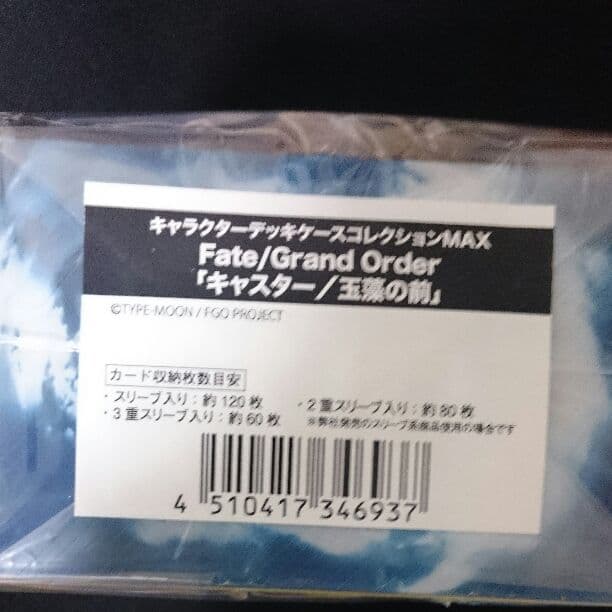 キャラクターデッキケースコレクションMAX
Fate/Grand Order
「キャスター/玉藻の前」
©TYPE-MOON / FGO PROJECT
カード収納枚数目安
・スリーブ入り:約120枚 ・2重スリーブ入り:約80枚
・3重スリーブ入り:約60枚 ※弊社発売のスリーブ系商品使用の場合です
4 510417 346937